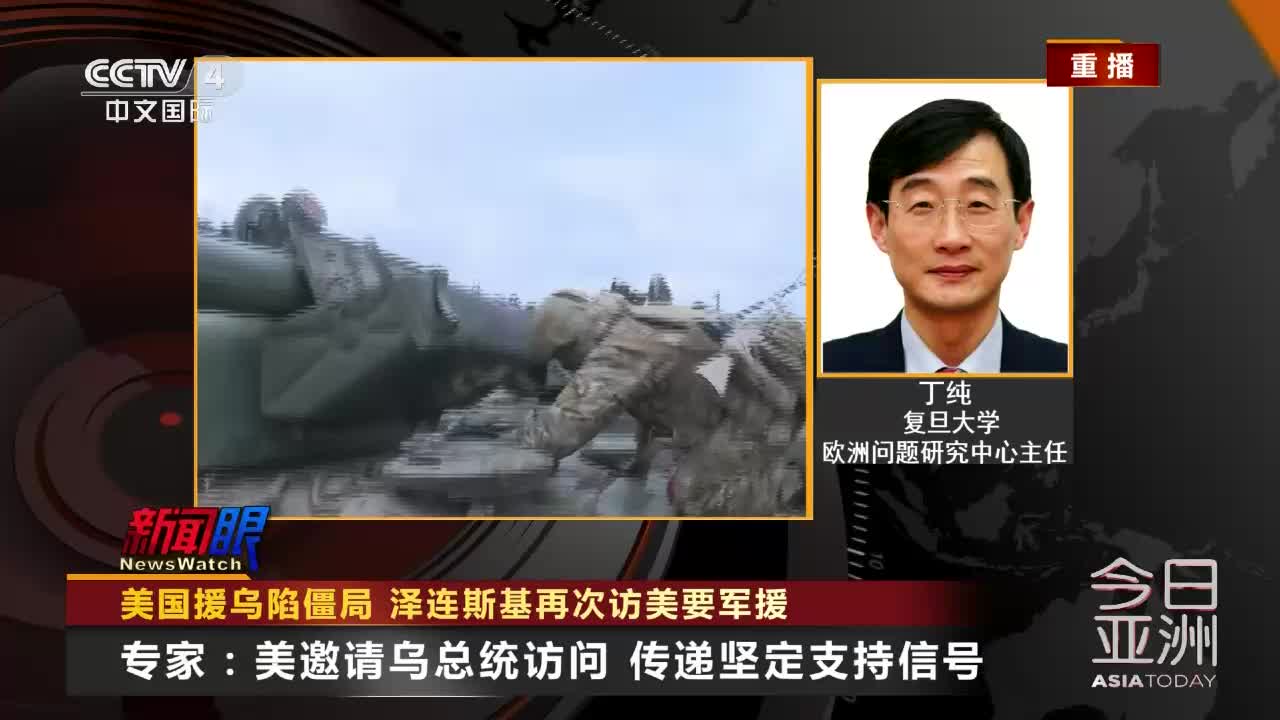 CCTV 4
中文国际
重播
丁纯
复旦大学
欧洲问题研究中心主任
新闻眼
NewsWatch
美国援乌陷僵局 泽连斯基再次访美要军援
专家：美邀请乌总统访问 传递坚定支持信号
今日
亚洲
ASIA TODAY
10